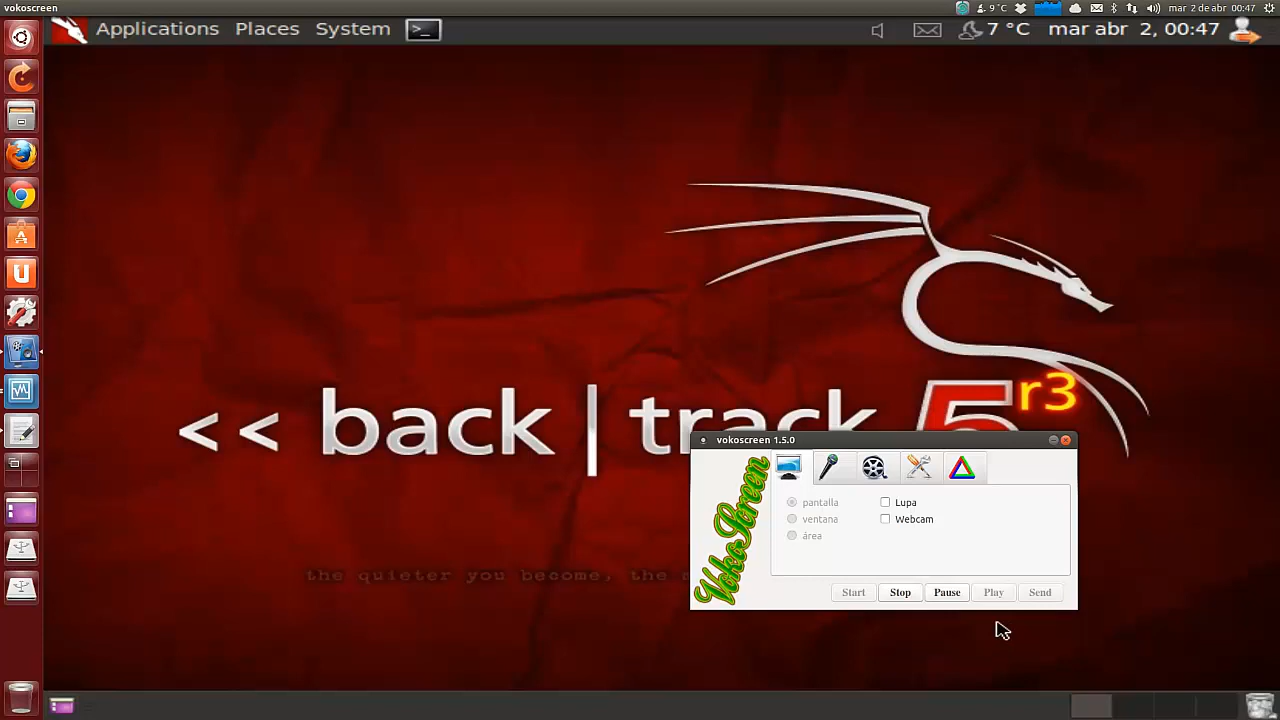 vokoscreen
9 °C
mar 2 de abr 00:47
Applications Places System
>_
7 °C
mar abr 2, 00:47
<< back | track 5 r3
the quieter you become, the
vokoscreen 1.5.0
VokoScreen
pantalla
Lupa
ventana
Webcam
área
Start
Stop
Pause
Play
Send